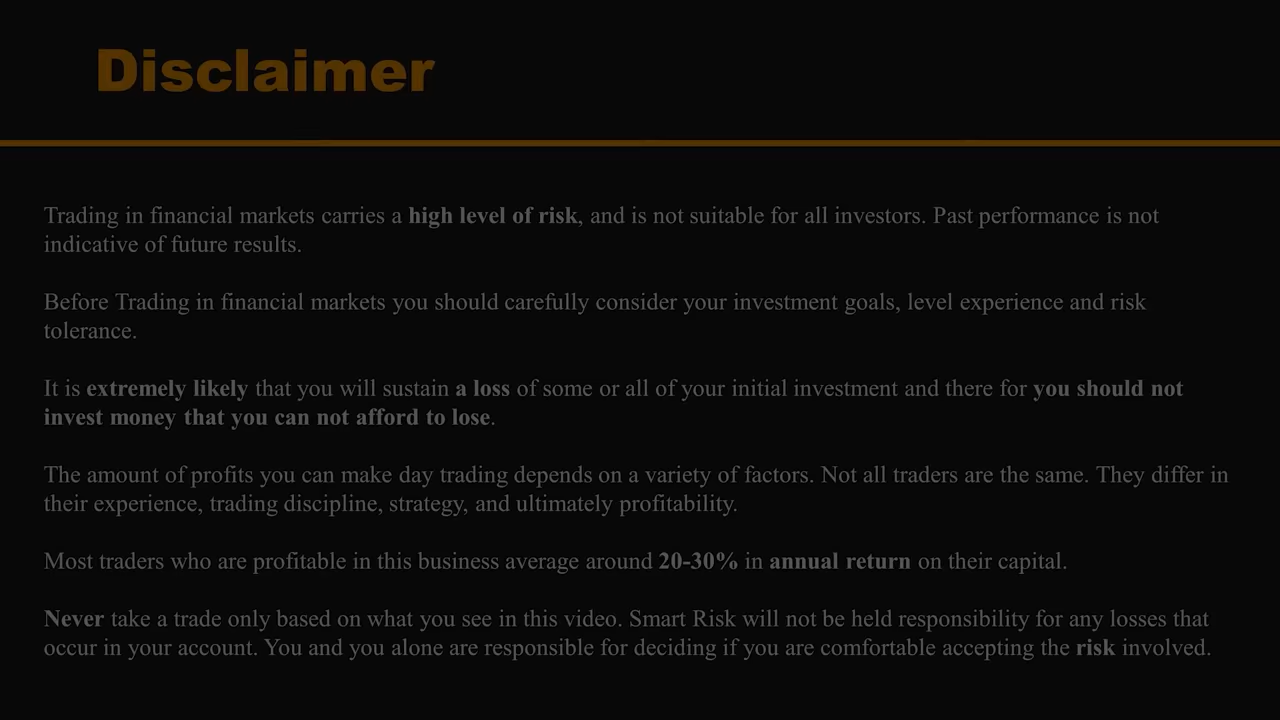 Disclaimer
Trading in financial markets carries a high level of risk, and is not suitable for all investors. Past performance is not
indicative of future results.
Before Trading in financial markets you should carefully consider your investment goals, level experience and risk
tolerance.
It is extremely likely that you will sustain a loss of some or all of your initial investment and there for you should not
invest money that you can not afford to lose.
The amount of profits you can make day trading depends on a variety of factors. Not all traders are the same. They differ in
their experience, trading discipline, strategy, and ultimately profitability.
Most traders who are profitable in this business average around 20-30% in annual return on their capital.
Never take a trade only based on what you see in this video. Smart Risk will not be held responsibility for any losses that
occur in your account. You and you alone are responsible for deciding if you are comfortable accepting the risk involved.